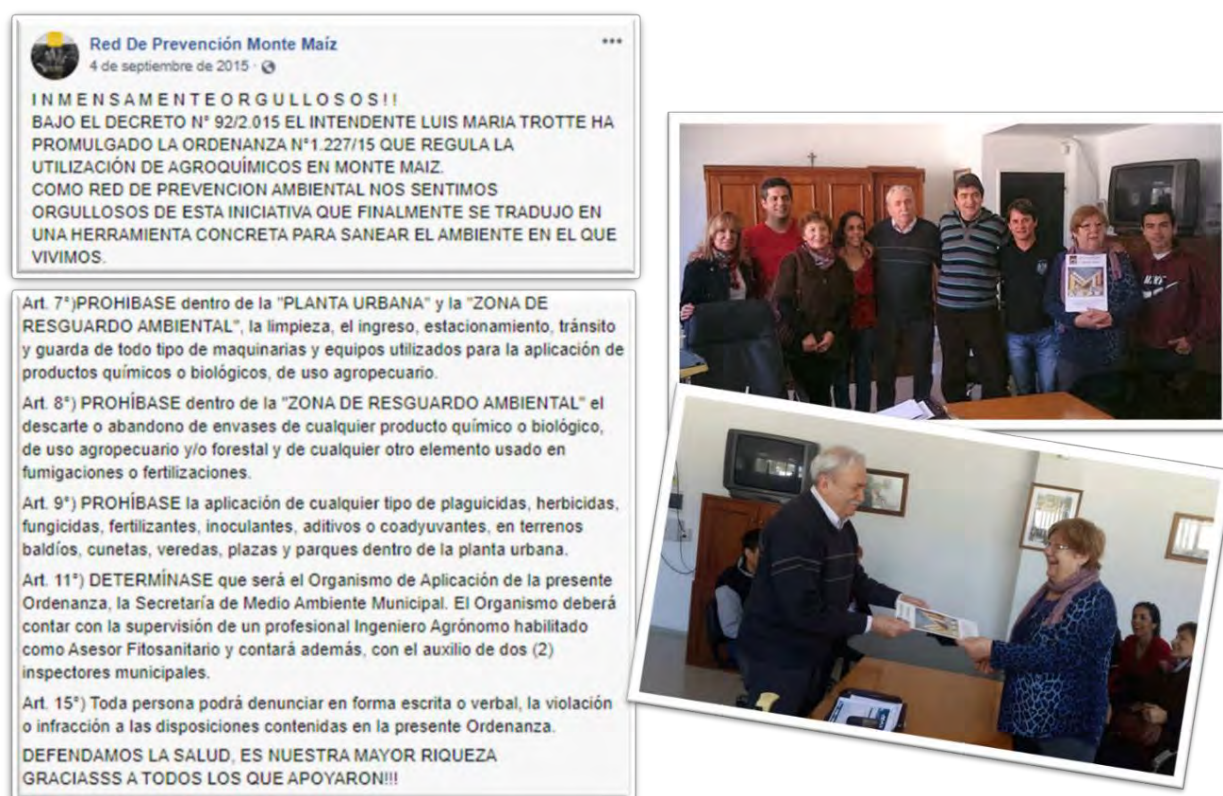 Red De Prevención Monte Maíz
4 de septiembre de 2015 ·
I N M E N S A M E N T E O R G U L L O S O S ! !
BAJO EL DECRETO N° 92/2.015 EL INTENDENTE LUIS MARIA TROTTE HA
PROMULGADO LA ORDENANZA N°1.227/15 QUE REGULA LA
UTILIZACIÓN DE AGROQUÍMICOS EN MONTE MAIZ.
COMO RED DE PREVENCION AMBIENTAL NOS SENTIMOS
ORGULLOSOS DE ESTA INICIATIVA QUE FINALMENTE SE TRADUJO EN
UNA HERRAMIENTA CONCRETA PARA SANEAR EL AMBIENTE EN EL QUE
VIVIMOS.
Art. 7°)PROHIBASE dentro de la "PLANTA URBANA" y la "ZONA DE
RESGUARDO AMBIENTAL", la limpieza, el ingreso, estacionamiento, tránsito
y guarda de todo tipo de maquinarias y equipos utilizados para la aplicación de
productos químicos o biológicos, de uso agropecuario.
Art. 8°) PROHÍBASE dentro de la "ZONA DE RESGUARDO AMBIENTAL" el
descarte o abandono de envases de cualquier producto químico o biológico,
de uso agropecuario y/o forestal y de cualquier otro elemento usado en
fumigaciones o fertilizaciones.
Art. 9°) PROHÍBASE la aplicación de cualquier tipo de plaguicidas, herbicidas,
fungicidas, fertilizantes, inoculantes, aditivos o coadyuvantes, en terrenos
baldíos, cunetas, veredas, plazas y parques dentro de la planta urbana.
Art. 11°) DETERMÍNASE que será el Organismo de Aplicación de la presente
Ordenanza, la Secretaría de Medio Ambiente Municipal. El Organismo deberá
contar con la supervisión de un profesional Ingeniero Agrónomo habilitado
como Asesor Fitosanitario y contará además, con el auxilio de dos (2)
inspectores municipales.
Art. 15°) Toda persona podrá denunciar en forma escrita o verbal, la violación
o infracción a las disposiciones contenidas en la presente Ordenanza.
DEFENDAMOS LA SALUD, ES NUESTRA MAYOR RIQUEZA
GRACIASSS A TODOS LOS QUE APOYARON!!!